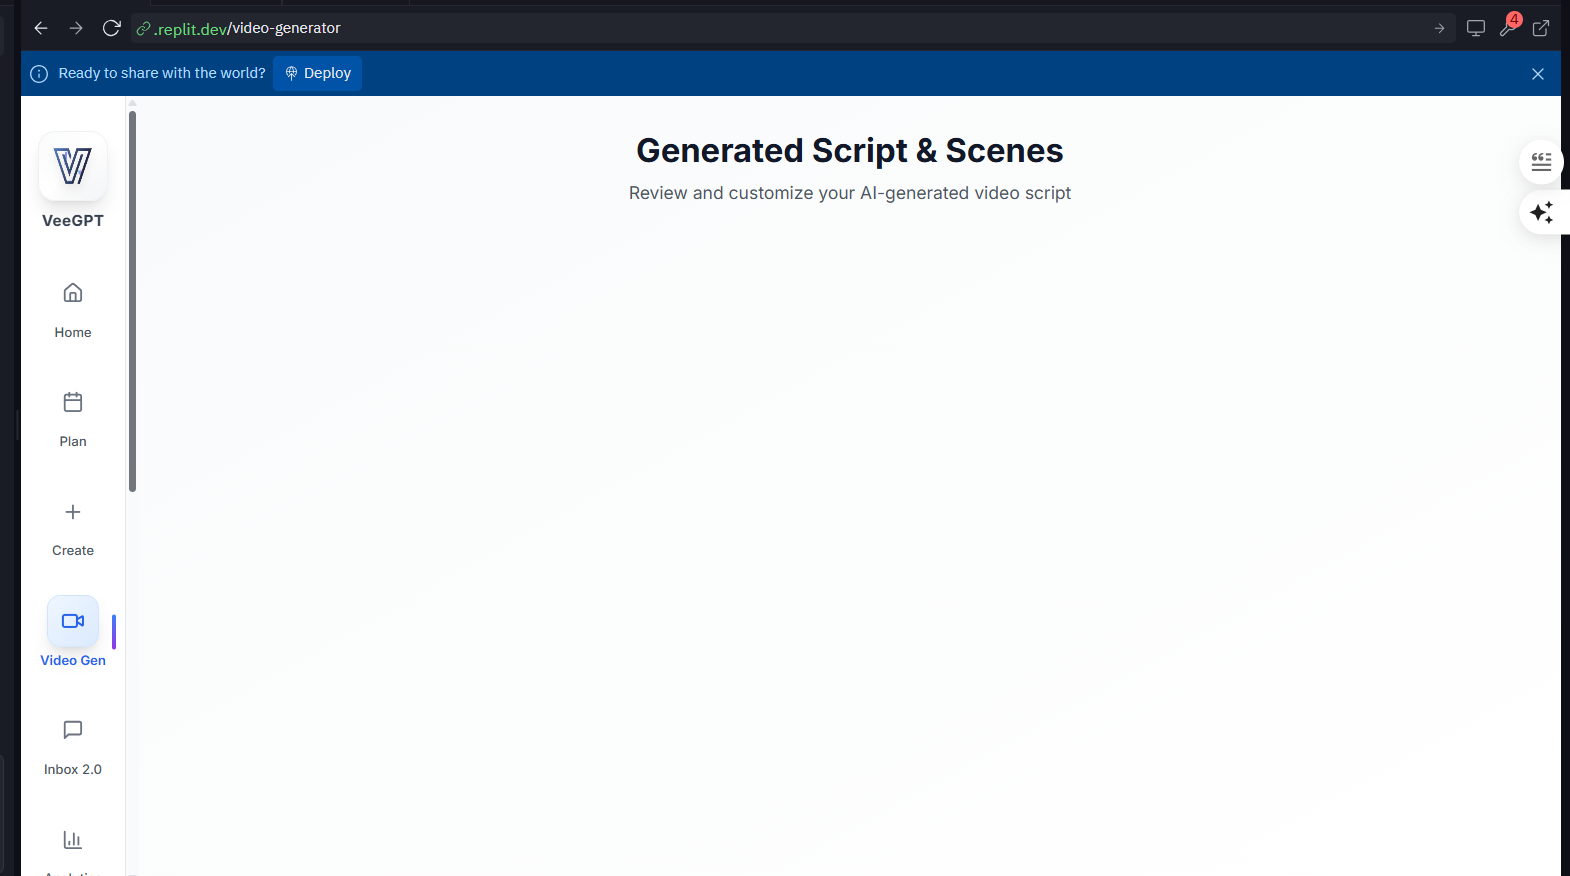 .replit.dev/video-generator
4
Ready to share with the world?
Deploy
VeeGPT
Home
Plan
Create
Video Gen
Inbox 2.0
Generated Script & Scenes
Review and customize your AI-generated video script